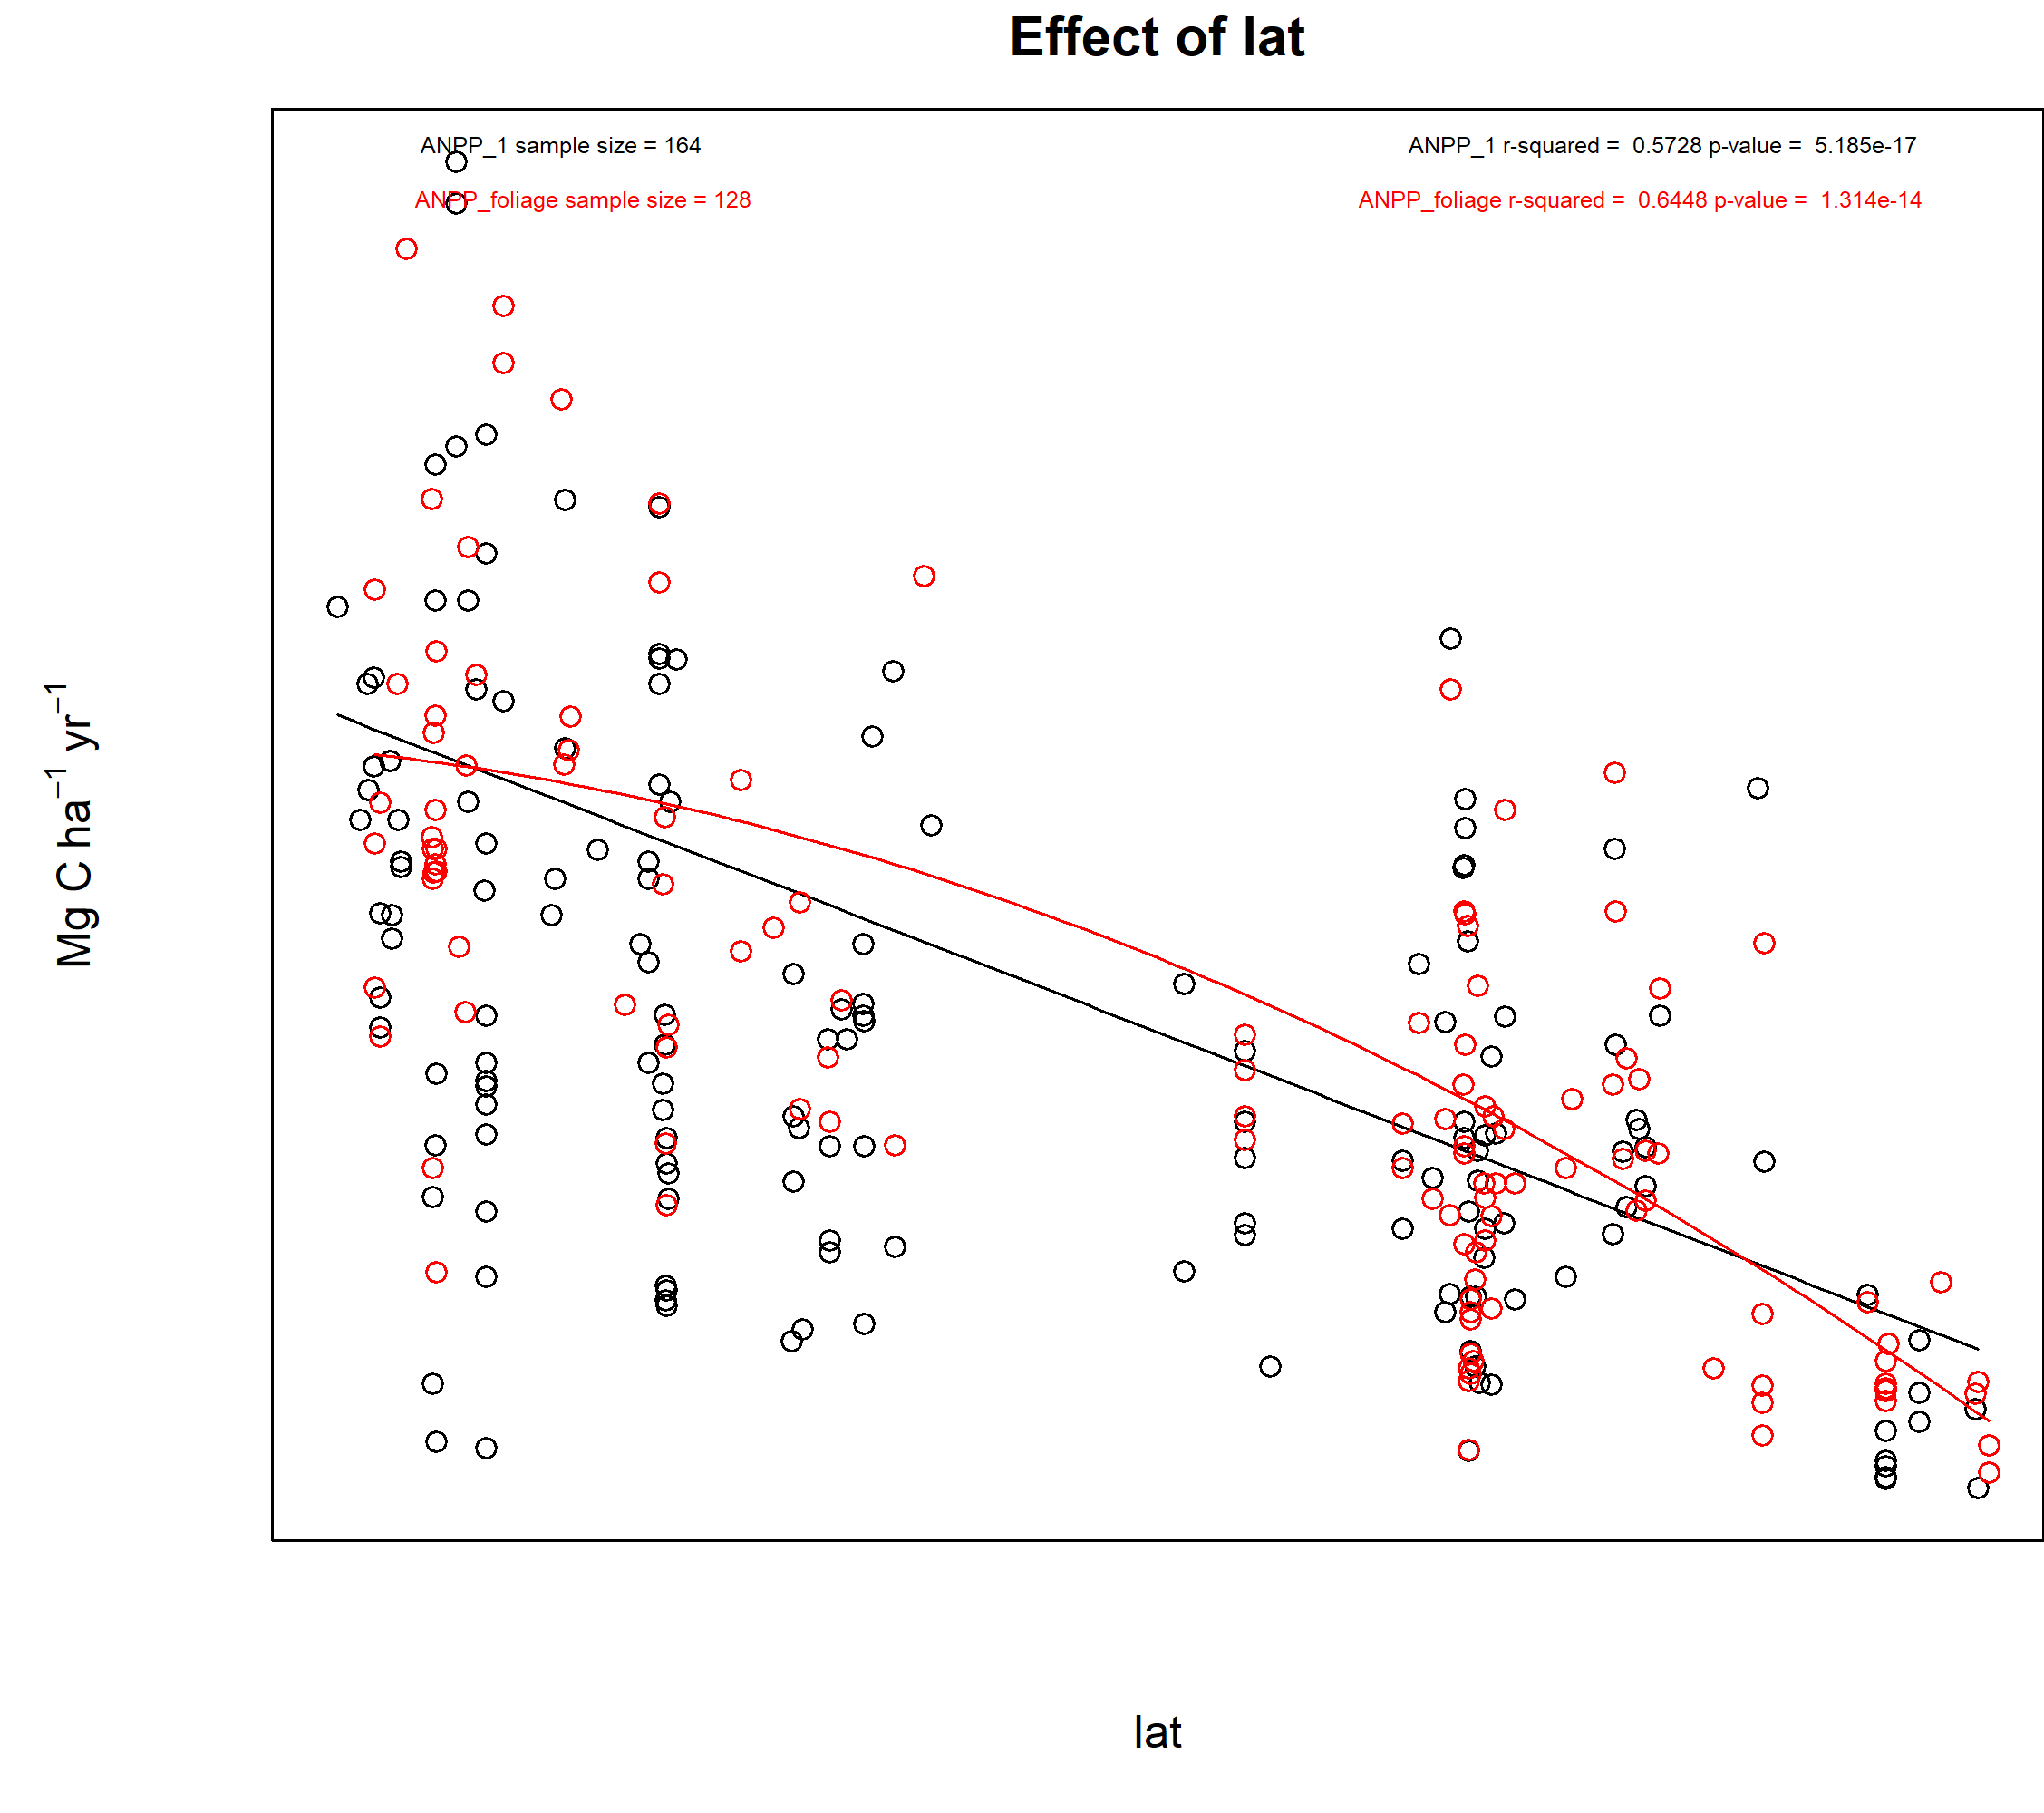 Effect of lat
ANPP_1 sample size = 164
ANPP_1 r-squared = 0.5728 p-value = 5.185e-17
ANPP_foliage sample size = 128
ANPP_foliage r-squared = 0.6448 p-value = 1.314e-14
Mg C ha⁻¹ yr⁻¹
lat